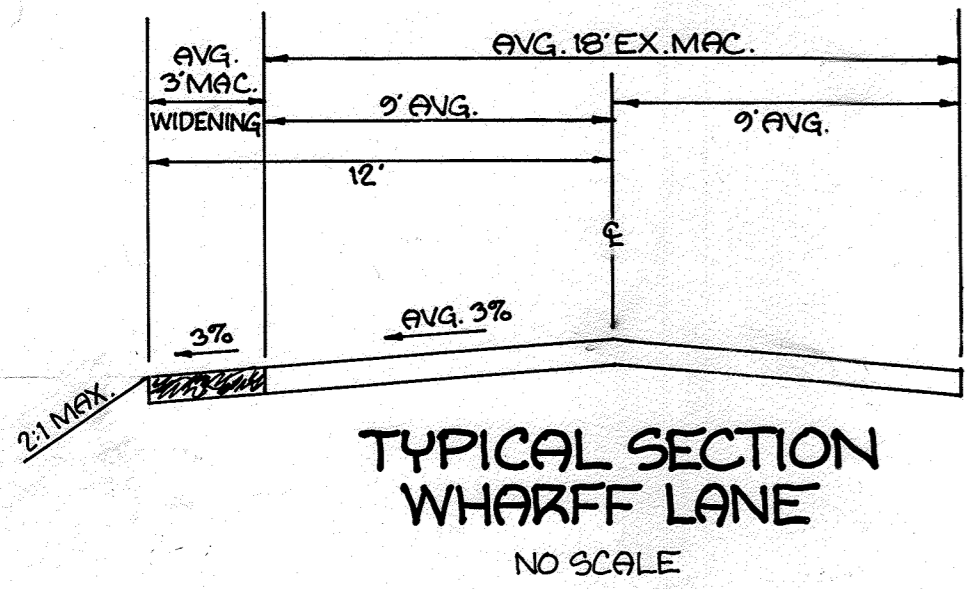 AVG.
3' MAC.
WIDENING
AVG. 18' EX. MAC.
9' AVG.
9' AVG.
12'
℄
3%
AVG. 3%
2:1 MAX.
TYPICAL SECTION
WHARFF LANE
NO SCALE